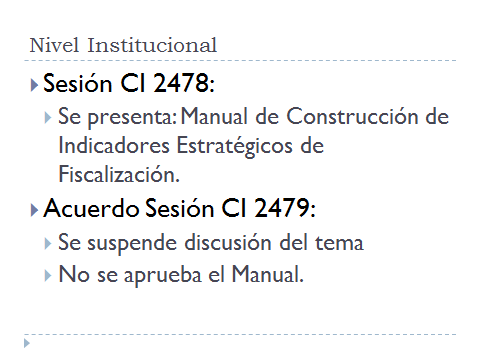 Nivel Institucional
Sesión CI 2478:
Se presenta: Manual de Construcción de
Indicadores Estratégicos de
Fiscalización.
Acuerdo Sesión CI 2479:
Se suspende discusión del tema
No se aprueba el Manual.